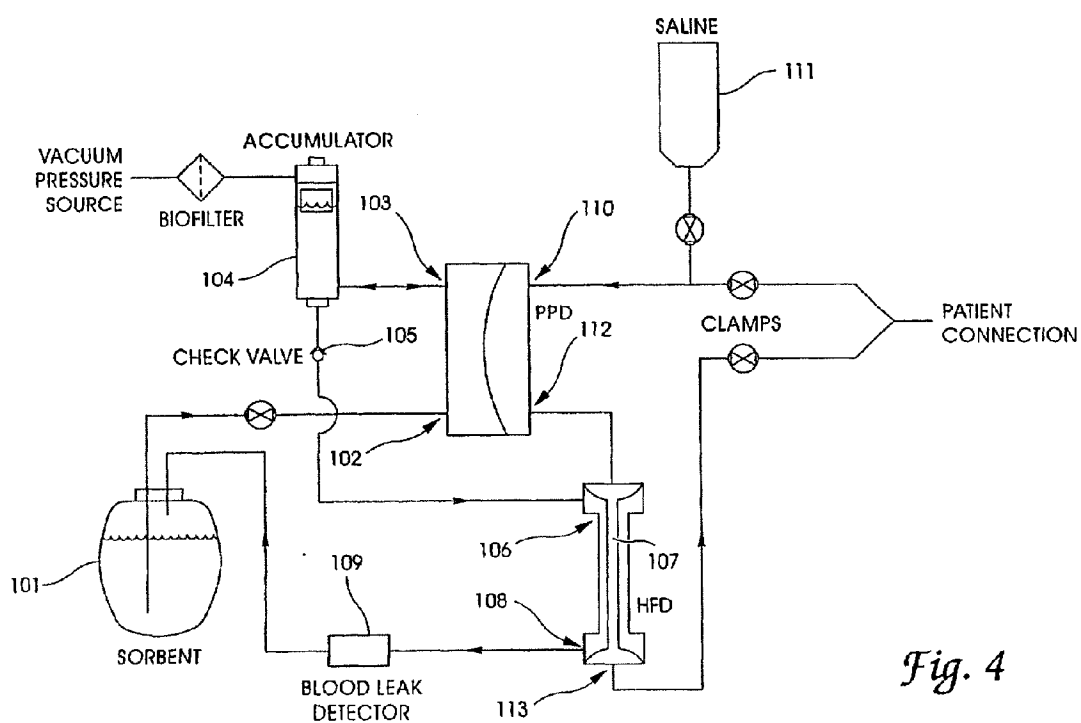 SALINE
111
ACCUMULATOR
VACUUM
PRESSURE
SOURCE
BIOFILTER
103
110
104
PPD
CLAMPS
PATIENT
CONNECTION
105
112
CHECK VALVE
102
101
106
107
109
108
HFD
SORBENT
BLOOD LEAK
DETECTOR
113
Fig. 4